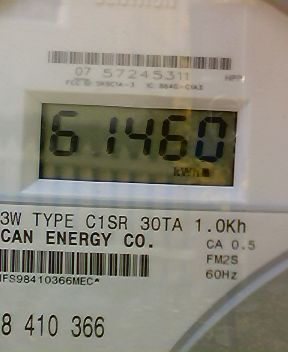 07 57245311
61460
kWh
3W TYPE C1SR 30TA 1.0Kh
CAN ENERGY CO.
CA 0.5
FM2S
60Hz
IFS98410366MEC*
8 410 366